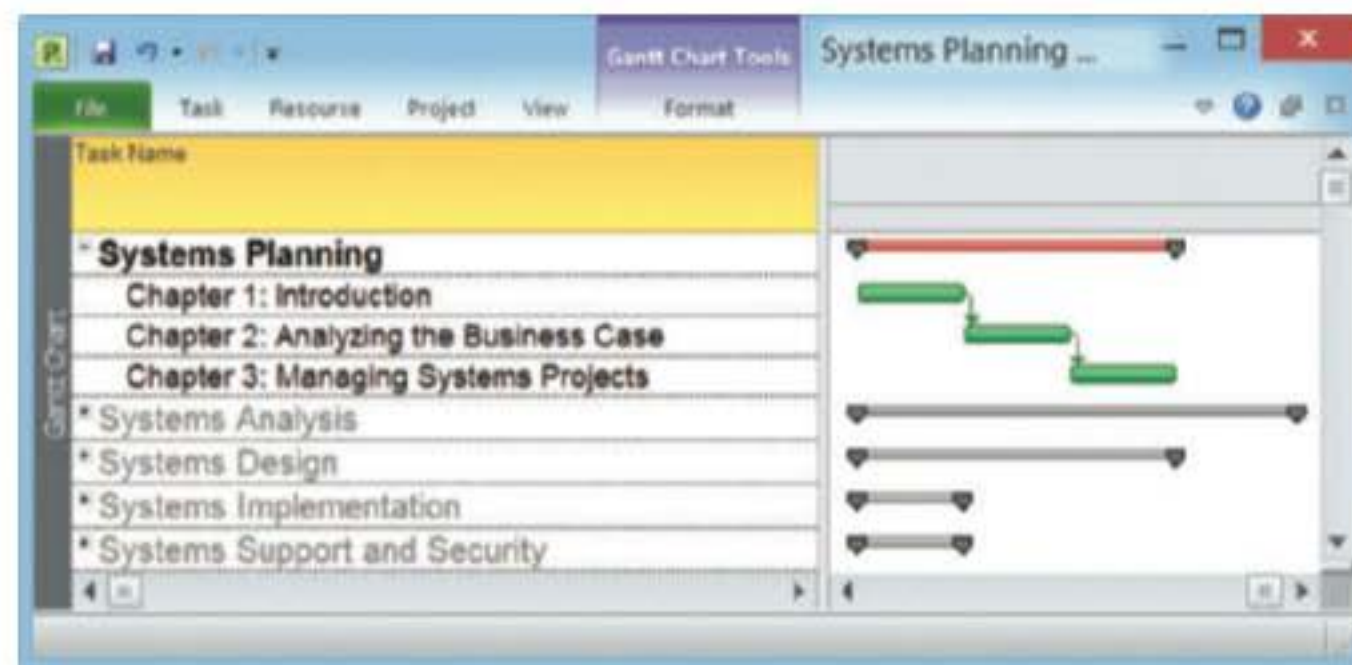 Gantt Chart Tools
Systems Planning ...
File Task Resource Project View Format
Task Name
Systems Planning
Chapter 1: Introduction
Chapter 2: Analyzing the Business Case
Chapter 3: Managing Systems Projects
Systems Analysis
Systems Design
Systems Implementation
Systems Support and Security
Gantt Chart